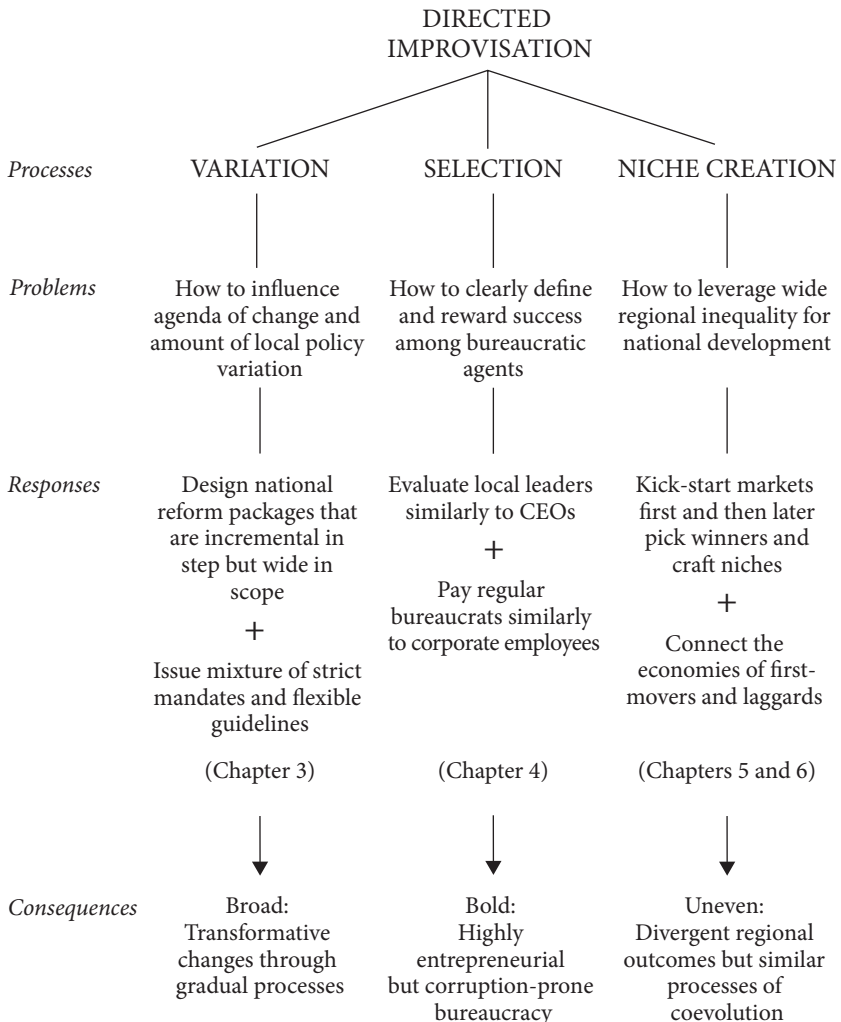 DIRECTED
IMPROVISATION
Processes
VARIATION
SELECTION
NICHE CREATION
Problems
How to influence
agenda of change and
amount of local policy
variation
How to clearly define
and reward success
among bureaucratic
agents
How to leverage wide
regional inequality for
national development
Responses
Design national
reform packages that
are incremental in
step but wide in
scope
+
Issue mixture of strict
mandates and flexible
guidelines
(Chapter 3)
Evaluate local leaders
similarly to CEOs
+
Pay regular
bureaucrats similarly
to corporate employees
(Chapter 4)
Kick-start markets
first and then later
pick winners and
craft niches
+
Connect the
economies of first-
movers and laggards
(Chapters 5 and 6)
Consequences
Broad:
Transformative
changes through
gradual processes
Bold:
Highly
entrepreneurial
but corruption-prone
bureaucracy
Uneven:
Divergent regional
outcomes but similar
processes of
coevolution